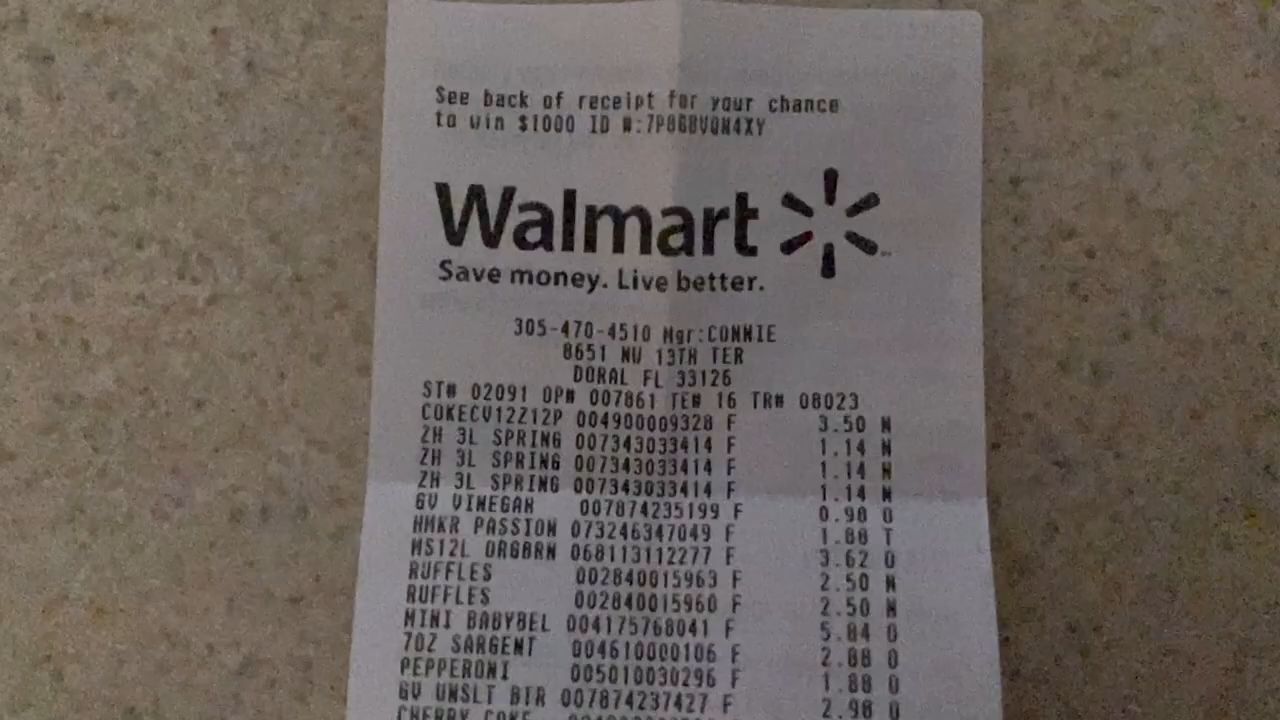 See back of receipt for your chance
to win $1000 ID #:7P8GBVQN4XY
Walmart
Save money. Live better.
305-470-4510 Mgr:CONNIE
8651 NW 13TH TER
DORAL FL 33126
ST# 02091 OP# 007861 TE# 16 TR# 08023
COKECV12Z12P 004900009328 F 3.50 N
ZH 3L SPRING 007343033414 F 1.14 N
ZH 3L SPRING 007343033414 F 1.14 N
ZH 3L SPRING 007343033414 F 1.14 N
GV VINEGAR 007874235199 F 0.98 O
HMKR PASSION 073246347049 F 1.88 T
MS12L ORGBRN 068113112277 F 3.62 O
RUFFLES 002840015963 F 2.50 N
RUFFLES 002840015960 F 2.50 N
MINI BABYBEL 004175768041 F 5.84 O
7OZ SARGENT 004610000106 F 2.88 O
PEPPERONI 005010030296 F 1.88 O
GV UNSLT BTR 007874237427 F 2.98 O
CHERRY COKE